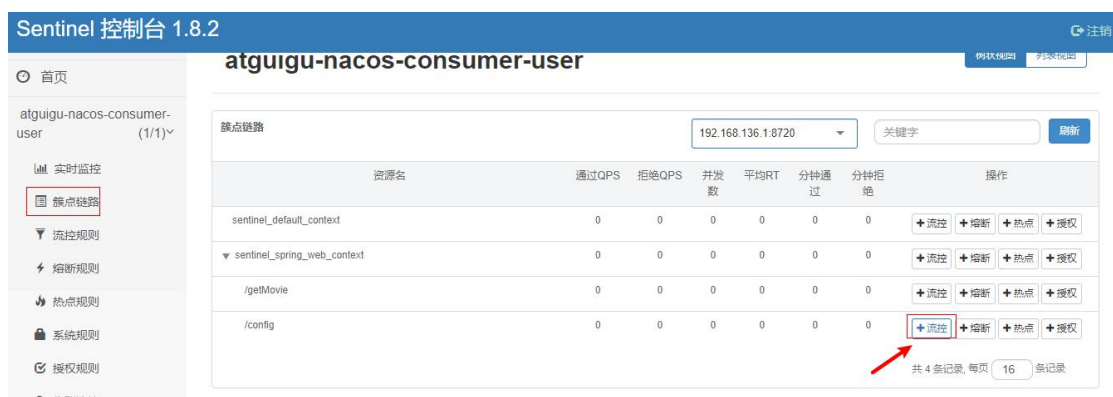 Sentinel 控制台 1.8.2
注销
首页
atguigu-nacos-consumer-user
(1/1)
实时监控
簇点链路
流控规则
熔断规则
热点规则
系统规则
授权规则
atguigu-nacos-consumer-user
树状视图 列表视图
簇点链路
192.168.136.1:8720
关键字
刷新
资源名 通过QPS 拒绝QPS 并发数 平均RT 分钟通过 分钟拒绝 操作
sentinel_default_context 0 0 0 0 0 0 +流控 +熔断 +热点 +授权
sentinel_spring_web_context 0 0 0 0 0 0 +流控 +熔断 +热点 +授权
/getMovie 0 0 0 0 0 0 +流控 +熔断 +热点 +授权
/config 0 0 0 0 0 0 +流控 +熔断 +热点 +授权
共 4 条记录, 每页 16 条记录